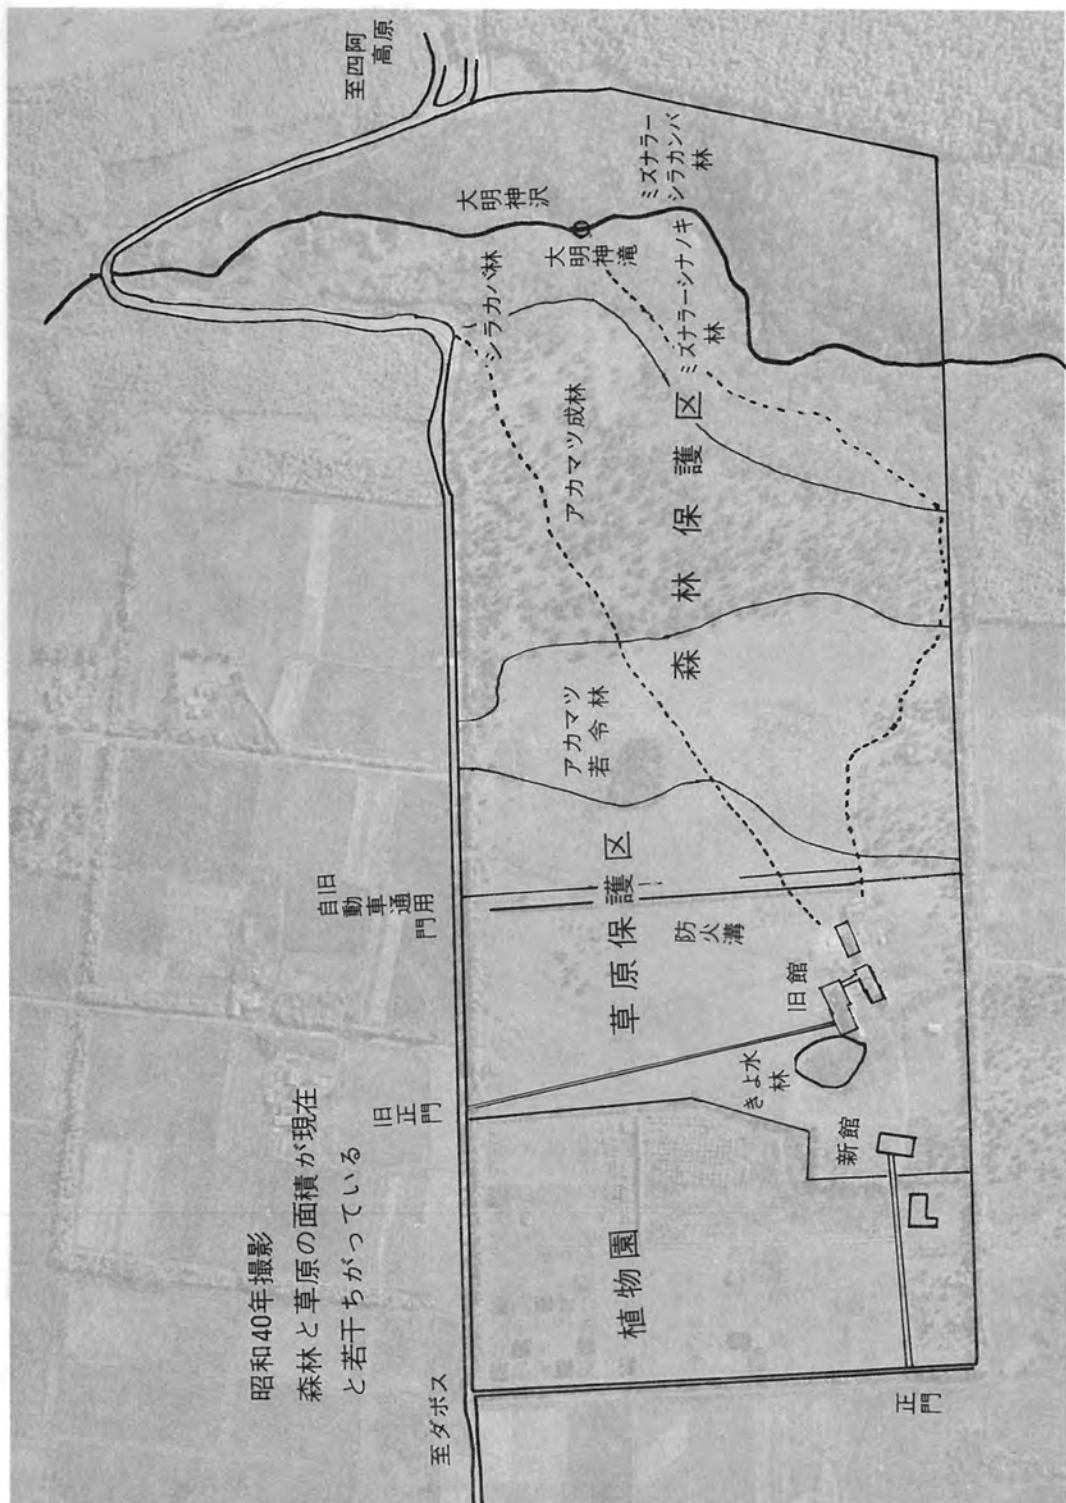 昭和40年撮影
森林と草原の面積が現在
と若干ちがっている
至ダボス
旧
正
門
旧
自動車通用
門
至四阿
高原
大明神沢
大明神滝
ミズナラー
シラカンバ
林
ミズナラーシナノキ
林
シラカバ林
アカマツ成林
アカマツ
若令林
森林保護区
草原保護区
防火溝
旧館
きよ水
林
新館
植物園
正
門